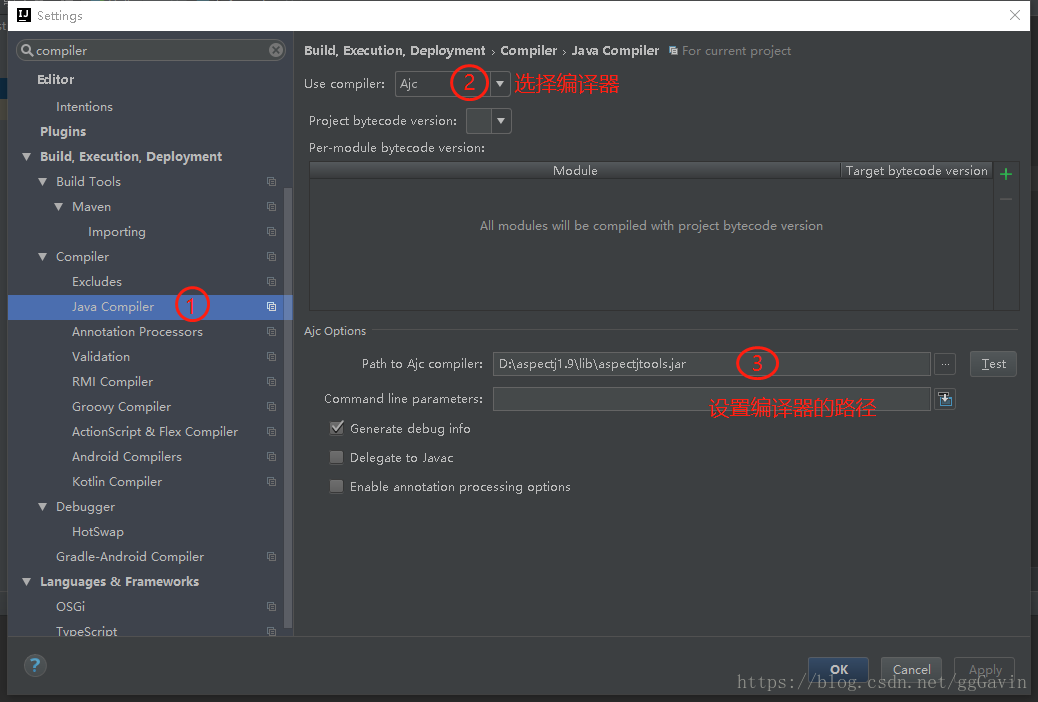 Settings
compiler
Editor
Intentions
Plugins
Build, Execution, Deployment
Build Tools
Maven
Importing
Compiler
Excludes
Java Compiler 1
Annotation Processors
Validation
RMI Compiler
Groovy Compiler
ActionScript & Flex Compiler
Android Compilers
Kotlin Compiler
Debugger
HotSwap
Gradle-Android Compiler
Languages & Frameworks
OSGi
TypeScript
Build, Execution, Deployment › Compiler › Java Compiler For current project
Use compiler: Ajc 2 选择编译器
Project bytecode version:
Per-module bytecode version:
Module Target bytecode version
All modules will be compiled with project bytecode version
Ajc Options
Path to Ajc compiler: D:\aspectj1.9\lib\aspectjtools.jar 3 ... Test
Command line parameters:
设置编译器的路径
Generate debug info
Delegate to Javac
Enable annotation processing options
? OK Cancel Apply
https://blog.csdn.net/ggGavin